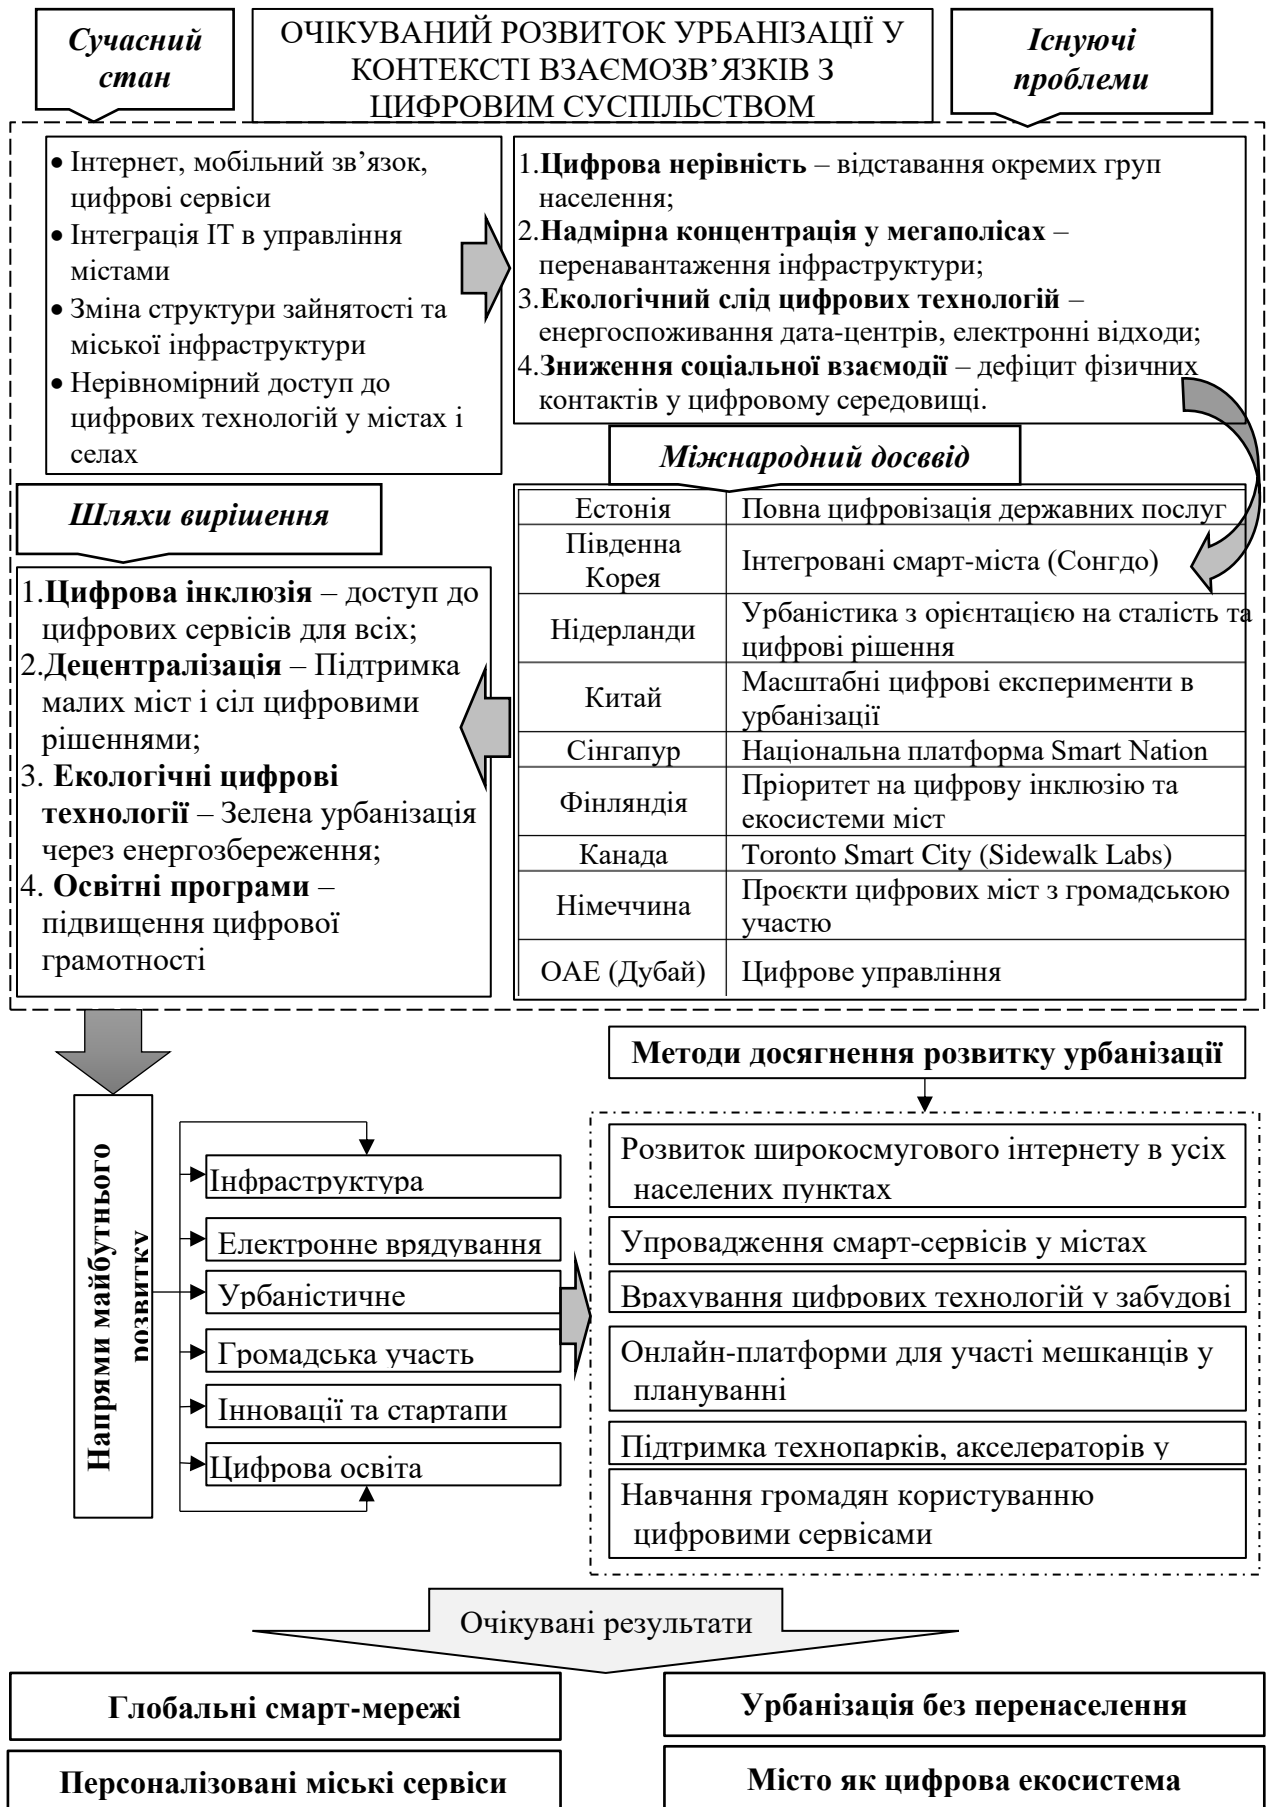 Сучасний
стан
ОЧІКУВАНИЙ РОЗВИТОК УРБАНІЗАЦІЇ У
КОНТЕКСТІ ВЗАЄМОЗВ’ЯЗКІВ З
ЦИФРОВИМ СУСПІЛЬСТВОМ
Існуючі
проблеми
• Інтернет, мобільний зв’язок,
цифрові сервіси
• Інтеграція ІТ в управління
містами
• Зміна структури зайнятості та
міської інфраструктури
• Нерівномірний доступ до
цифрових технологій у містах і
селах
1.Цифрова нерівність – відставання окремих груп
населення;
2.Надмірна концентрація у мегаполісах –
перенавантаження інфраструктури;
3.Екологічний слід цифрових технологій –
енергоспоживання дата-центрів, електронні відходи;
4.Зниження соціальної взаємодії – дефіцит фізичних
контактів у цифровому середовищі.
Міжнародний досввід
Естонія
Повна цифровізація державних послуг
Південна
Корея
Інтегровані смарт-міста (Сонгдо)
Нідерланди
Урбаністика з орієнтацією на сталість та
цифрові рішення
Китай
Масштабні цифрові експерименти в
урбанізації
Сінгапур
Національна платформа Smart Nation
Фінляндія
Пріоритет на цифрову інклюзію та
екосистеми міст
Канада
Toronto Smart City (Sidewalk Labs)
Німеччина
Проєкти цифрових міст з громадською
участю
ОАЕ (Дубай)
Цифрове управління
Шляхи вирішення
1.Цифрова інклюзія – доступ до
цифрових сервісів для всіх;
2.Децентралізація – Підтримка
малих міст і сіл цифровими
рішеннями;
3. Екологічні цифрові
технології – Зелена урбанізація
через енергозбереження;
4. Освітні програми –
підвищення цифрової
грамотності
Напрями майбутнього
розвитку
Інфраструктура
Електронне врядування
Урбаністичне
Громадська участь
Інновації та стартапи
Цифрова освіта
Методи досягнення розвитку урбанізації
Розвиток широкосмугового інтернету в усіх
населених пунктах
Упровадження смарт-сервісів у містах
Врахування цифрових технологій у забудові
Онлайн-платформи для участі мешканців у
плануванні
Підтримка технопарків, акселераторів у
Навчання громадян користуванню
цифровими сервісами
Очікувані результати
Глобальні смарт-мережі
Урбанізація без перенаселення
Персоналізовані міські сервіси
Місто як цифрова екосистема